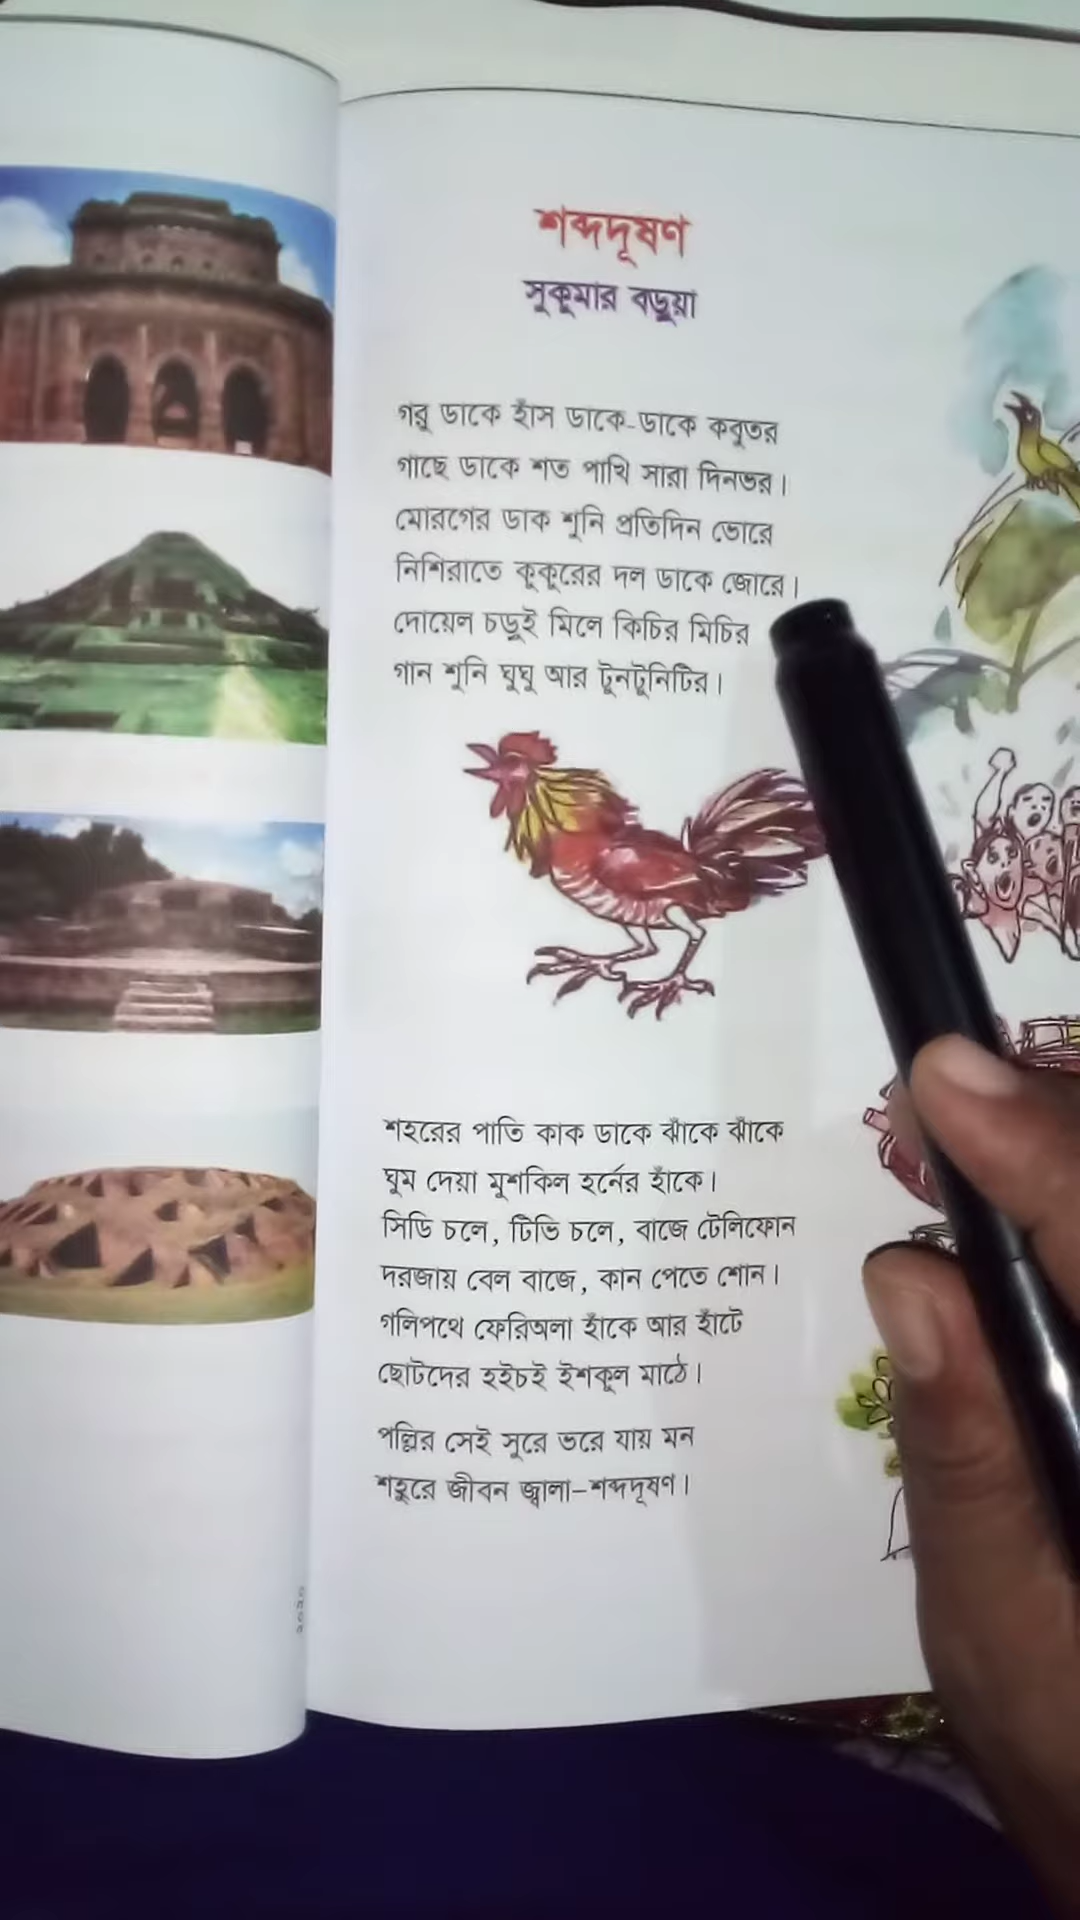 শব্দদূষণ
সুকুমার বড়ুয়া
গরু ডাকে হাঁস ডাকে-ডাকে কবুতর
গাছে ডাকে শত পাখি সারা দিনভর।
মোরগের ডাক শুনি প্রতিদিন ভোরে
নিশিরাতে কুকুরের দল ডাকে জোরে।
দোয়েল চড়ুই মিলে কিচির মিচির
গান শুনি ঘুঘু আর টুনটুনিটির।
শহরের পাতি কাক ডাকে ঝাঁকে ঝাঁকে
ঘুম দেয়া মুশকিল হর্নের হাঁকে।
সিডি চলে, টিভি চলে, বাজে টেলিফোন
দরজায় বেল বাজে, কান পেতে শোন।
গলিপথে ফেরিঅলা হাঁকে আর হাঁটে
ছোটদের হইচই ইশকুল মাঠে।
পল্লির সেই সুরে ভরে যায় মন
শহুরে জীবন জ্বালা–শব্দদূষণ।